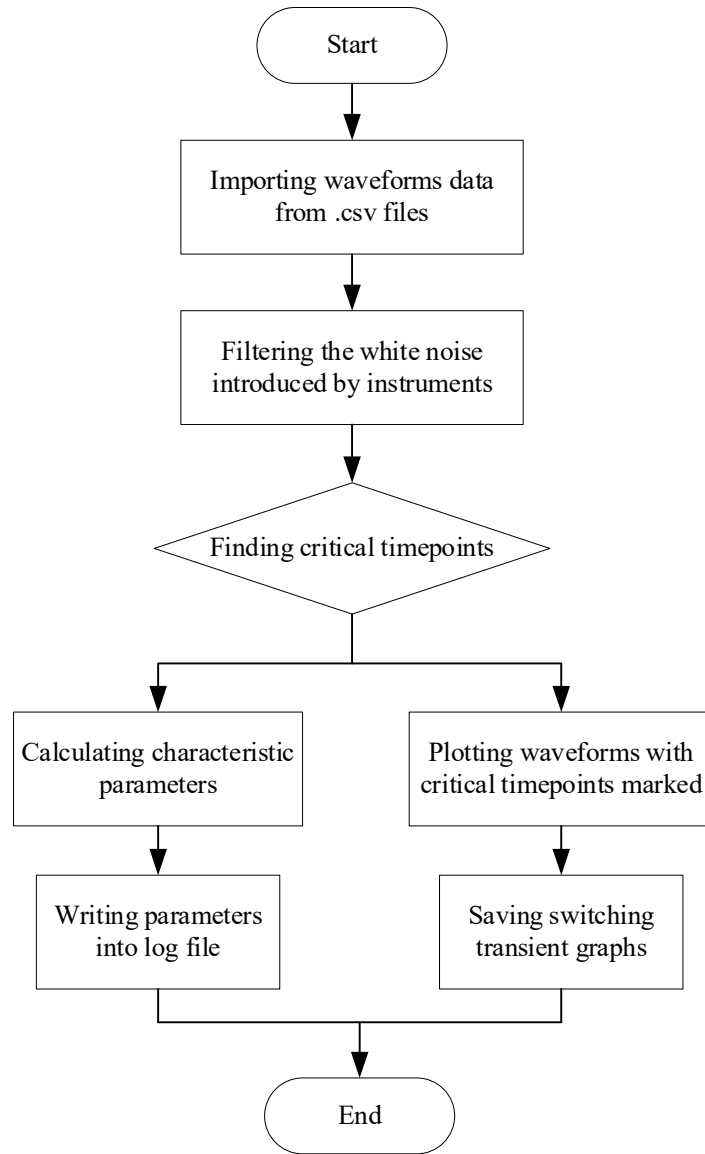 Start
Importing waveforms data
from .csv files
Filtering the white noise
introduced by instruments
Finding critical timepoints
Calculating characteristic
parameters
Plotting waveforms with
critical timepoints marked
Writing parameters
into log file
Saving switching
transient graphs
End